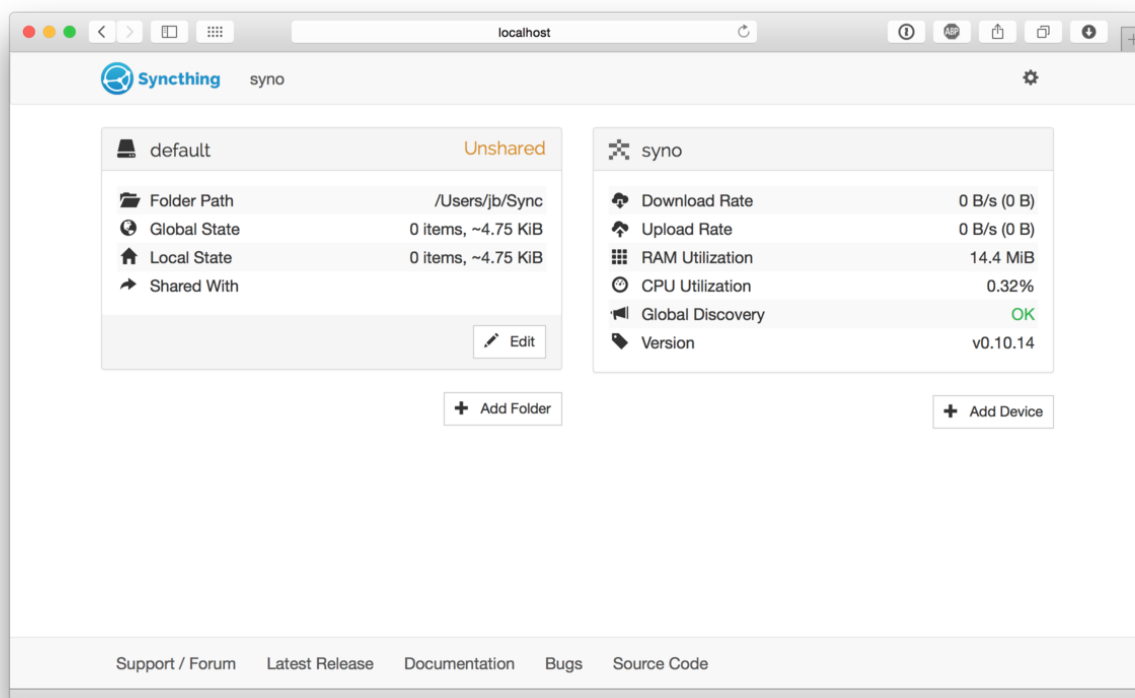 localhost
ABP
Syncthing syno
default Unshared
Folder Path /Users/jb/Sync
Global State 0 items, ~4.75 KiB
Local State 0 items, ~4.75 KiB
Shared With
Edit
Add Folder
syno
Download Rate 0 B/s (0 B)
Upload Rate 0 B/s (0 B)
RAM Utilization 14.4 MiB
CPU Utilization 0.32%
Global Discovery OK
Version v0.10.14
Add Device
Support / Forum Latest Release Documentation Bugs Source Code